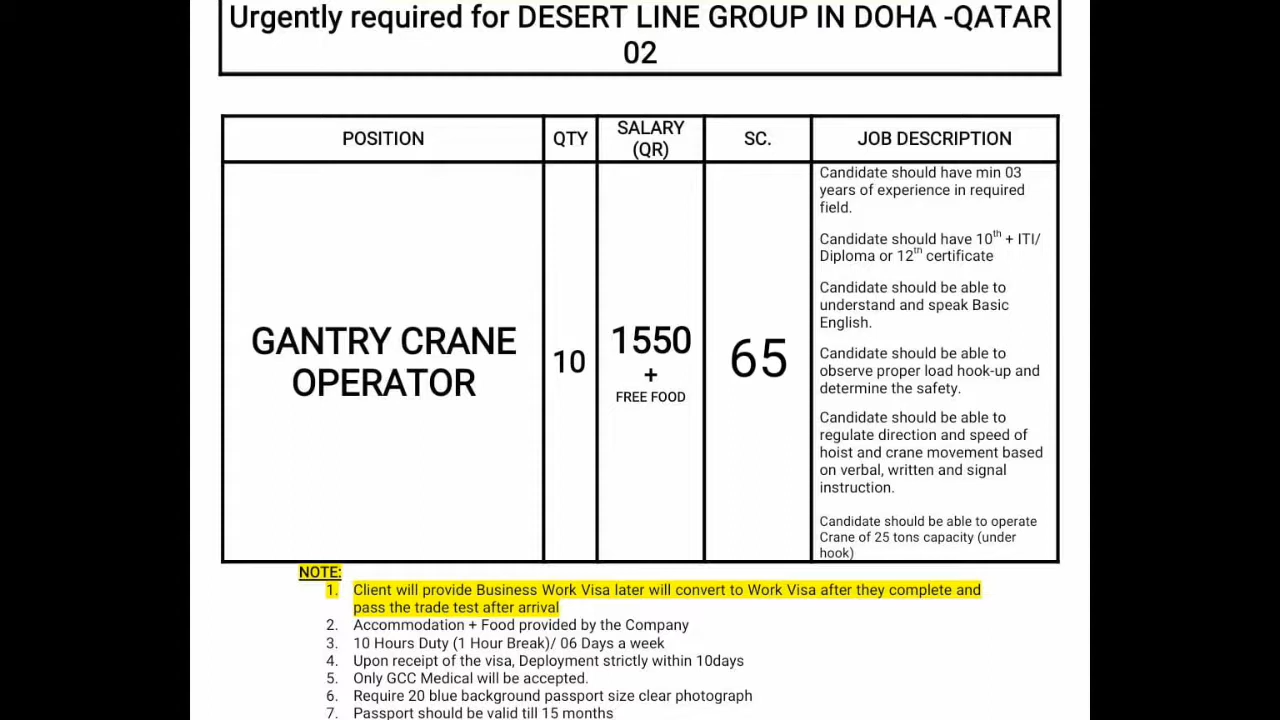 Urgently required for DESERT LINE GROUP IN DOHA -QATAR
02
POSITION
QTY
SALARY
(QR)
SC.
JOB DESCRIPTION
GANTRY CRANE
OPERATOR
10
1550
+
FREE FOOD
65
Candidate should have min 03
years of experience in required
field.
Candidate should have 10th + ITI/
Diploma or 12th certificate
Candidate should be able to
understand and speak Basic
English.
Candidate should be able to
observe proper load hook-up and
determine the safety.
Candidate should be able to
regulate direction and speed of
hoist and crane movement based
on verbal, written and signal
instruction.
Candidate should be able to operate
Crane of 25 tons capacity (under
hook)
NOTE:
1. Client will provide Business Work Visa later will convert to Work Visa after they complete and
pass the trade test after arrival
2. Accommodation + Food provided by the Company
3. 10 Hours Duty (1 Hour Break)/ 06 Days a week
4. Upon receipt of the visa, Deployment strictly within 10days
5. Only GCC Medical will be accepted.
6. Require 20 blue background passport size clear photograph
7. Passport should be valid till 15 months